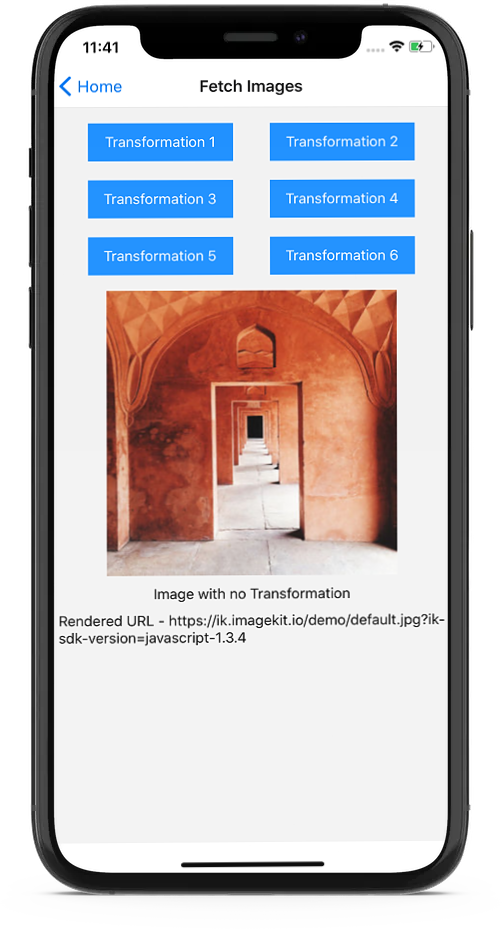 11:41
Home
Fetch Images
Transformation 1
Transformation 2
Transformation 3
Transformation 4
Transformation 5
Transformation 6
Image with no Transformation
Rendered URL - https://ik.imagekit.io/demo/default.jpg?ik-
sdk-version=javascript-1.3.4